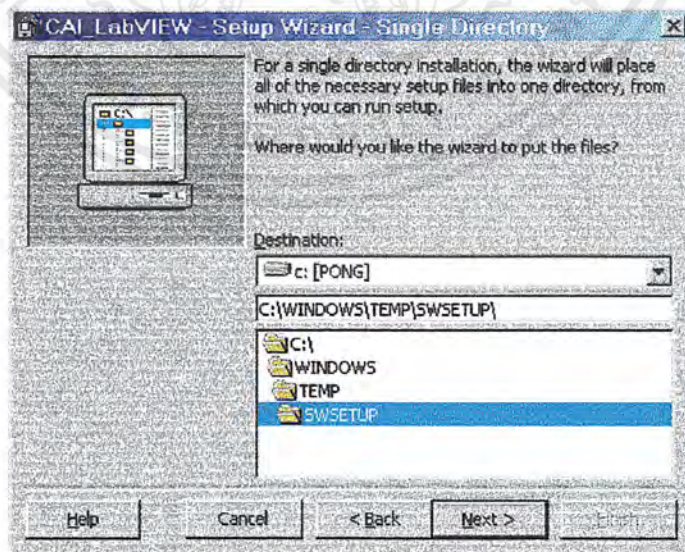 CAI_LabVIEW - Setup Wizard - Single Directory
For a single directory installation, the wizard will place
all of the necessary setup files into one directory, from
which you can run setup.
Where would you like the wizard to put the files?
C:\
Destination:
c: [PONG]
C:\WINDOWS\TEMP\SWSETUP\
C:\
WINDOWS
TEMP
SWSETUP
Help
Cancel
< Back
Next >
Finish